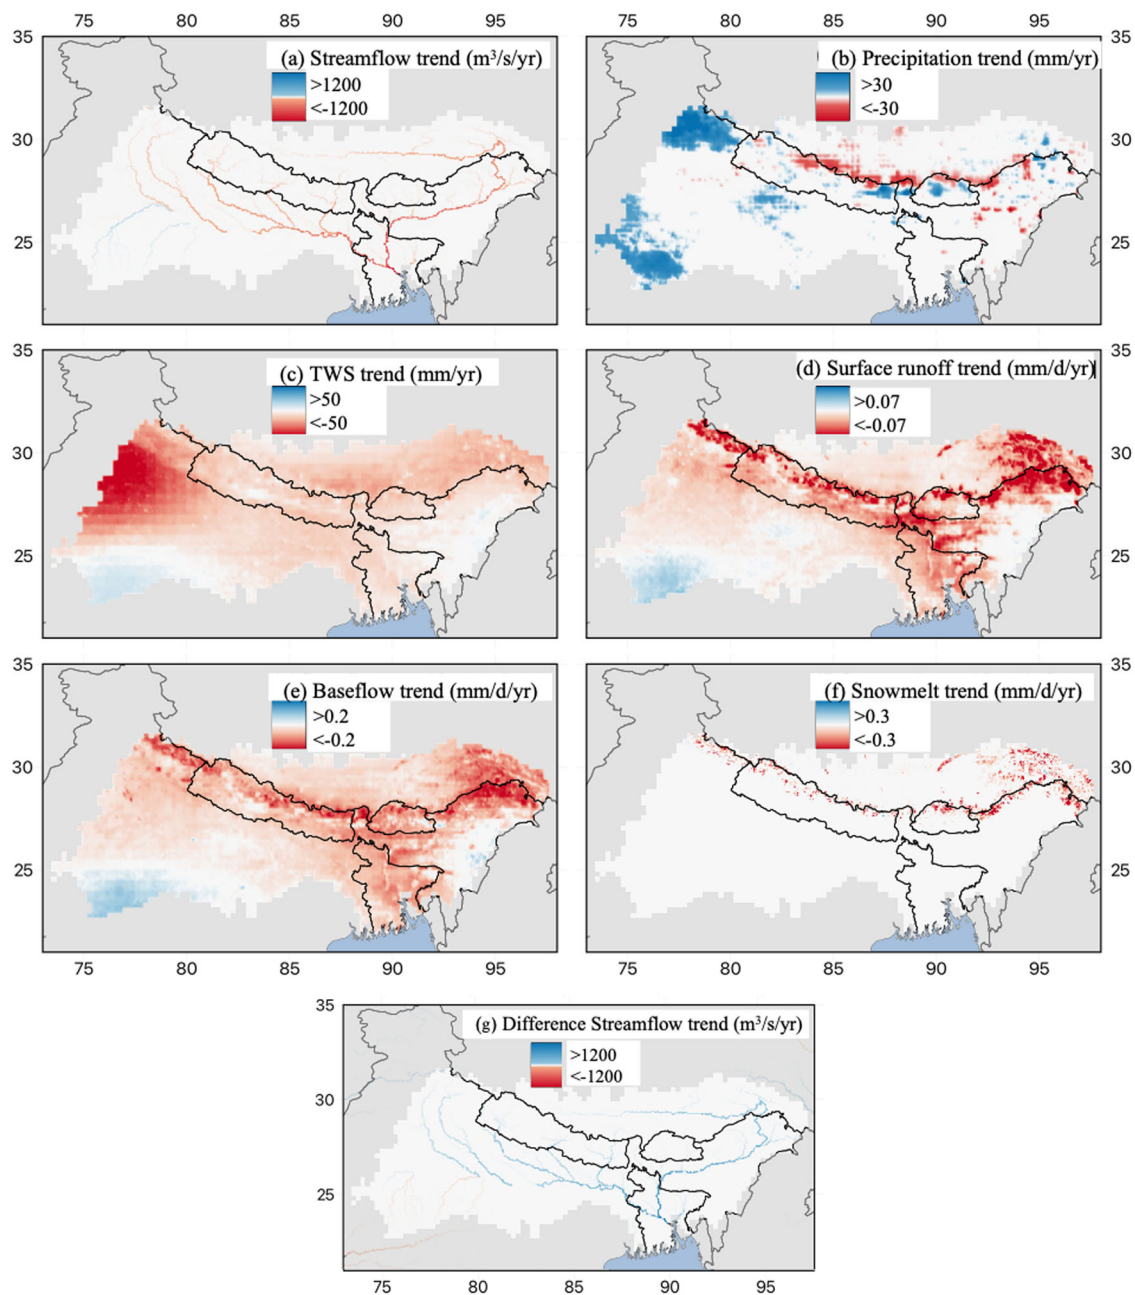 75 80 85 90 95 75 80 85 90 95
35 35
(a) Streamflow trend (m³/s/yr) (b) Precipitation trend (mm/yr)
>1200 >30
<-1200 <-30
30 30
25 25
35 35
(c) TWS trend (mm/yr) (d) Surface runoff trend (mm/d/yr)
>50 >0.07
<-50 <-0.07
30 30
25 25
35 35
(e) Baseflow trend (mm/d/yr) (f) Snowmelt trend (mm/d/yr)
>0.2 >0.3
<-0.2 <-0.3
30 30
25 25
75 80 85 90 95 75 80 85 90 95
35
(g) Difference Streamflow trend (m³/s/yr)
>1200
<-1200
30
25
75 80 85 90 95